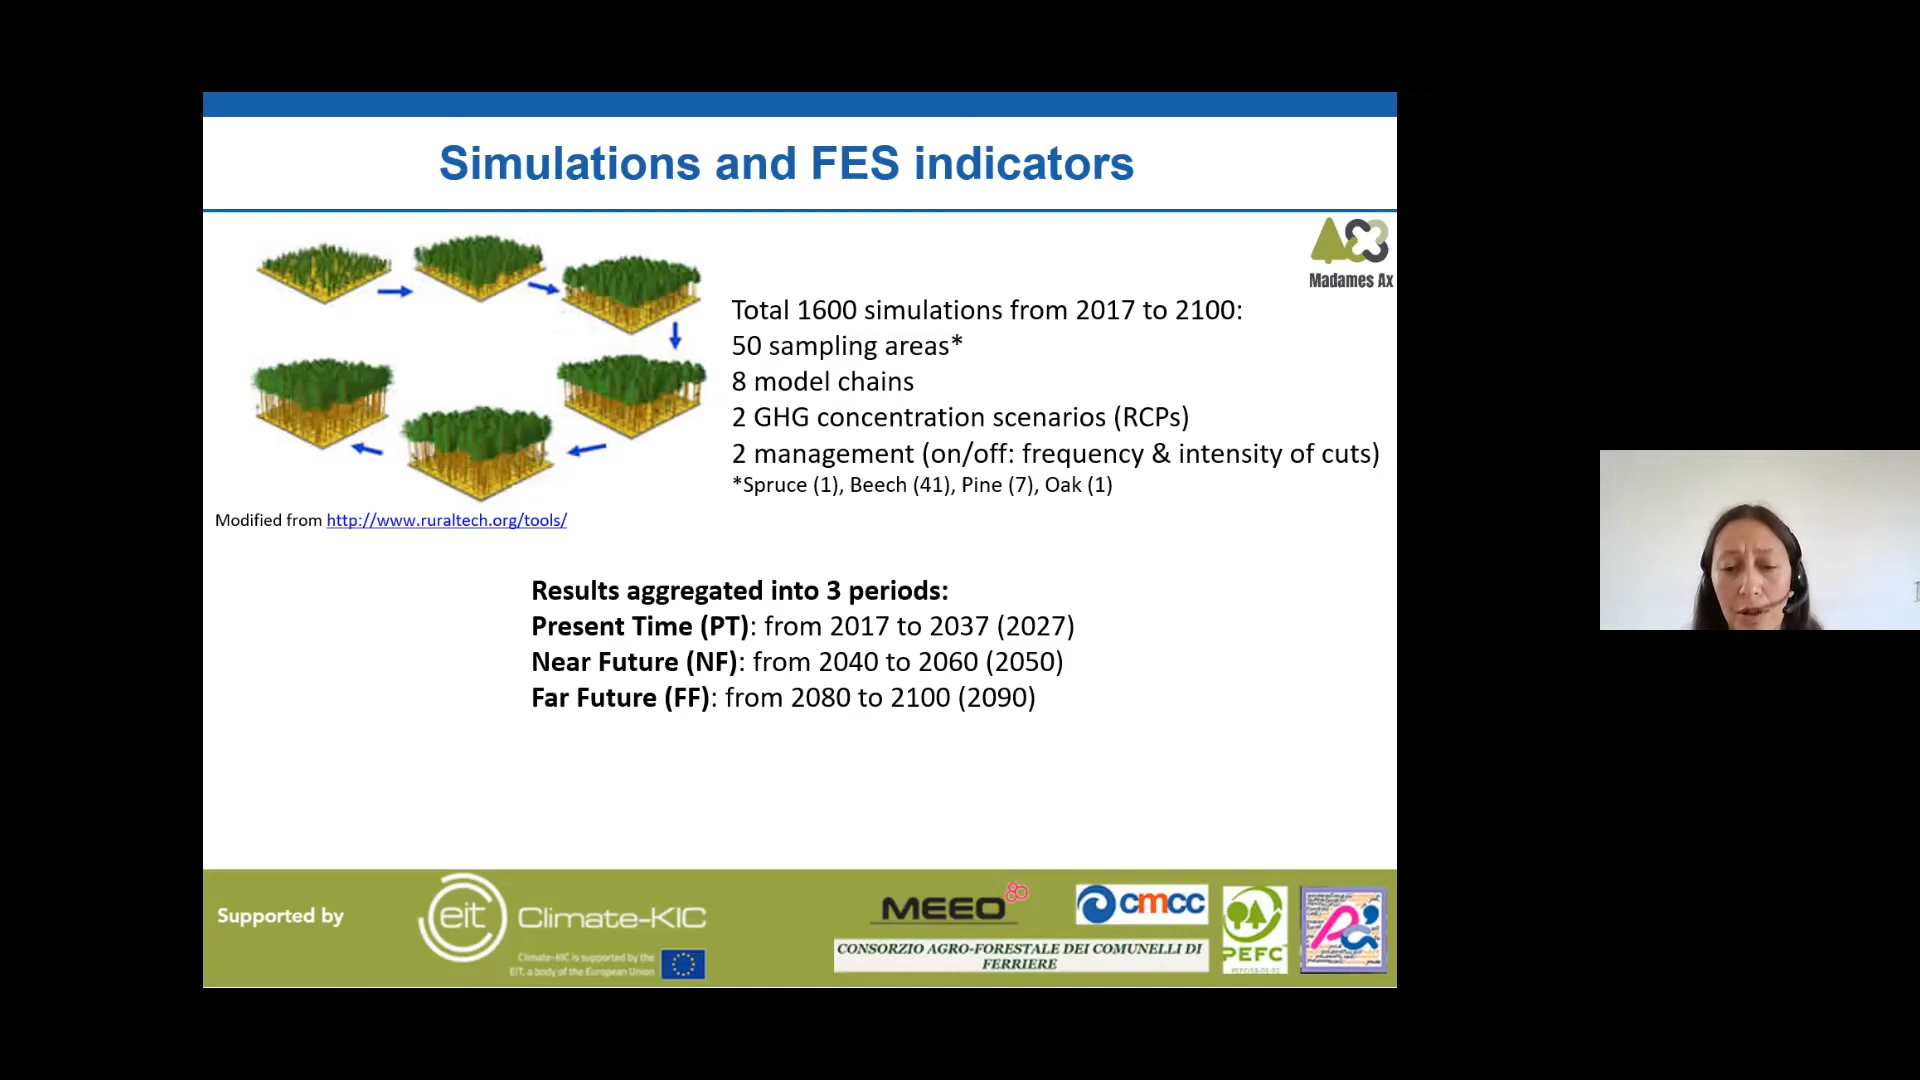 Simulations and FES indicators
Madames Ax
Total 1600 simulations from 2017 to 2100:
50 sampling areas*
8 model chains
2 GHG concentration scenarios (RCPs)
2 management (on/off: frequency & intensity of cuts)
*Spruce (1), Beech (41), Pine (7), Oak (1)
Modified from http://www.ruraltech.org/tools/
Results aggregated into 3 periods:
Present Time (PT): from 2017 to 2037 (2027)
Near Future (NF): from 2040 to 2060 (2050)
Far Future (FF): from 2080 to 2100 (2090)
Supported by
eit Climate-KIC
Climate-KIC is supported by the
EIT, a body of the European Union
MEEO
cmcc
CONSORZIO AGRO-FORESTALE DEI COMUNELLI DI
FERRIERE
PEFC